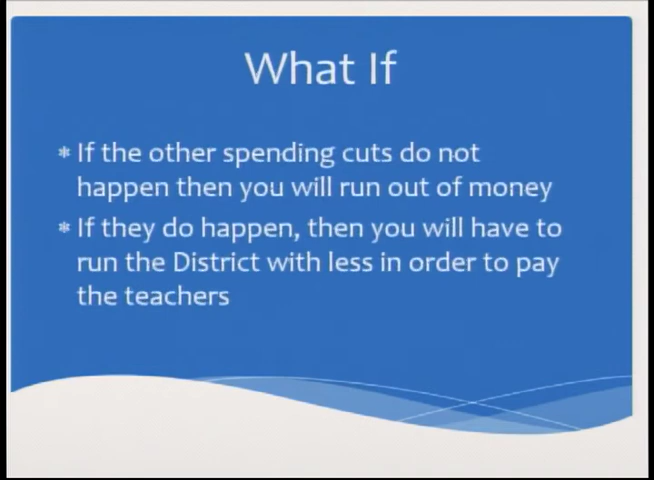 What If
* If the other spending cuts do not
happen then you will run out of money
* If they do happen, then you will have to
run the District with less in order to pay
the teachers